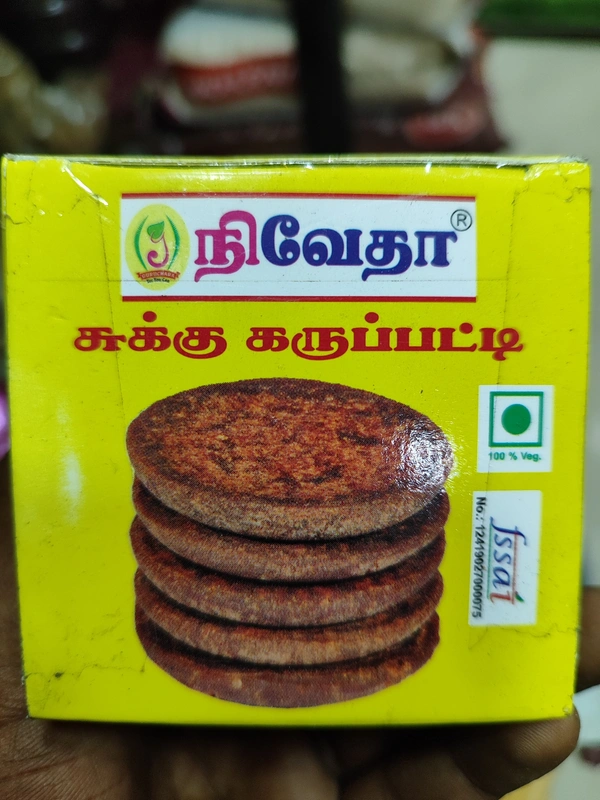 நிவேதா ®
சுக்கு கருப்பட்டி
100 % Veg.
fssai
No.: 12419027000075